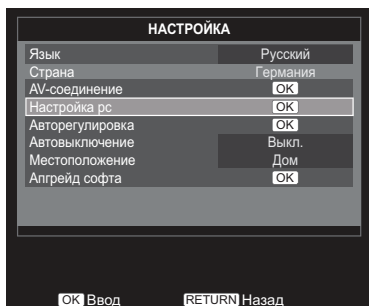 НАСТРОЙКА
Язык Русский
Страна Германия
AV-соединение OK
Настройка pc OK
Авторегулировка OK
Автовыключение Выкл.
Местоположение Дом
Апгрейд софта OK
OK Ввод RETURN Назад